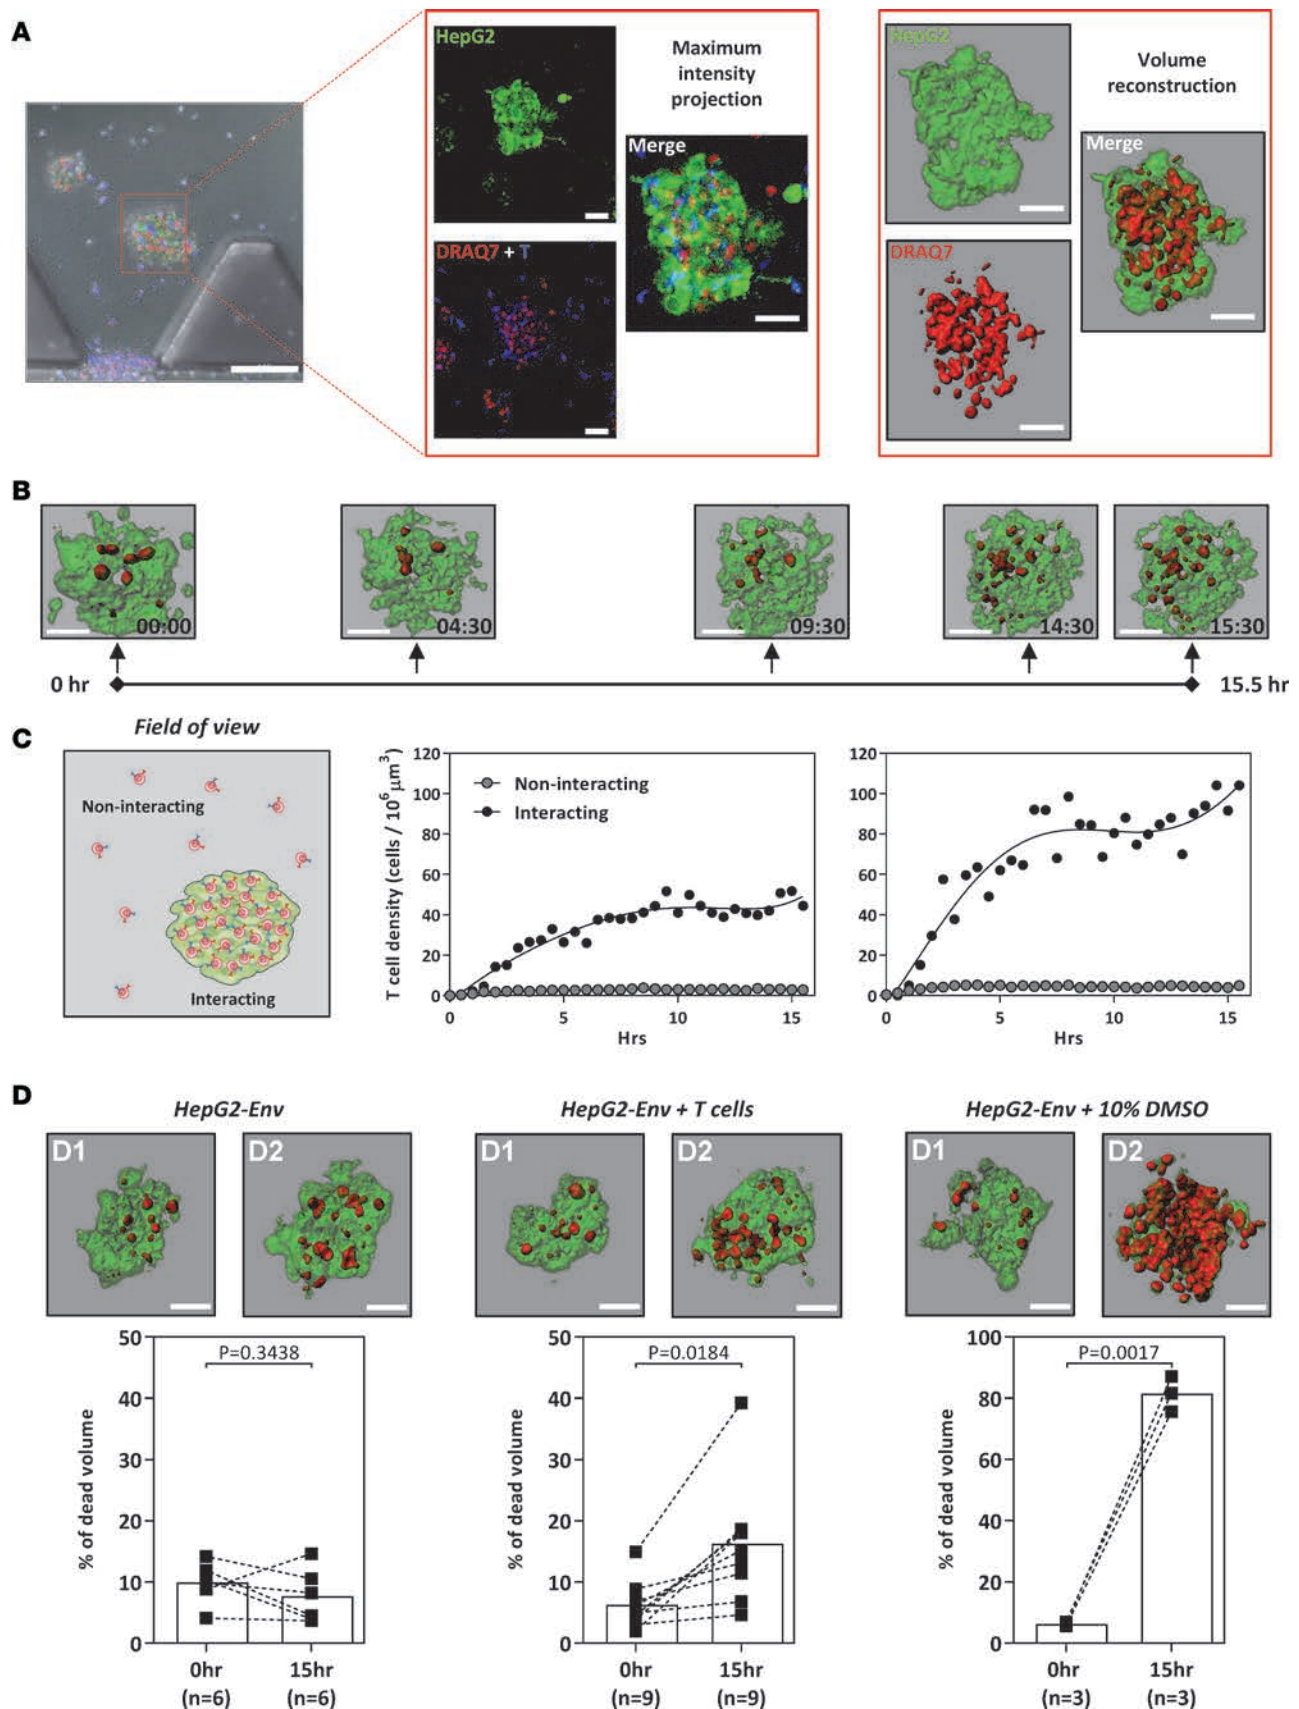 A
HepG2
Maximum
intensity
projection
Merge
DRAQ7 + T
HepG2
Volume
reconstruction
Merge
DRAQ7
B
00:00
04:30
09:30
14:30
15:30
0 hr
15.5 hr
C
Field of view
Non-interacting
Interacting
T cell density (cells / 10⁶ μm³)
120
100
80
60
40
20
0
Non-interacting
Interacting
0
5
10
15
Hrs
120
100
80
60
40
20
0
0
5
10
15
Hrs
D
HepG2-Env
D1
D2
HepG2-Env + T cells
D1
D2
HepG2-Env + 10% DMSO
D1
D2
% of dead volume
50
40
30
20
10
0
P=0.3438
0hr
(n=6)
15hr
(n=6)
% of dead volume
50
40
30
20
10
0
P=0.0184
0hr
(n=9)
15hr
(n=9)
% of dead volume
100
80
60
40
20
0
P=0.0017
0hr
(n=3)
15hr
(n=3)